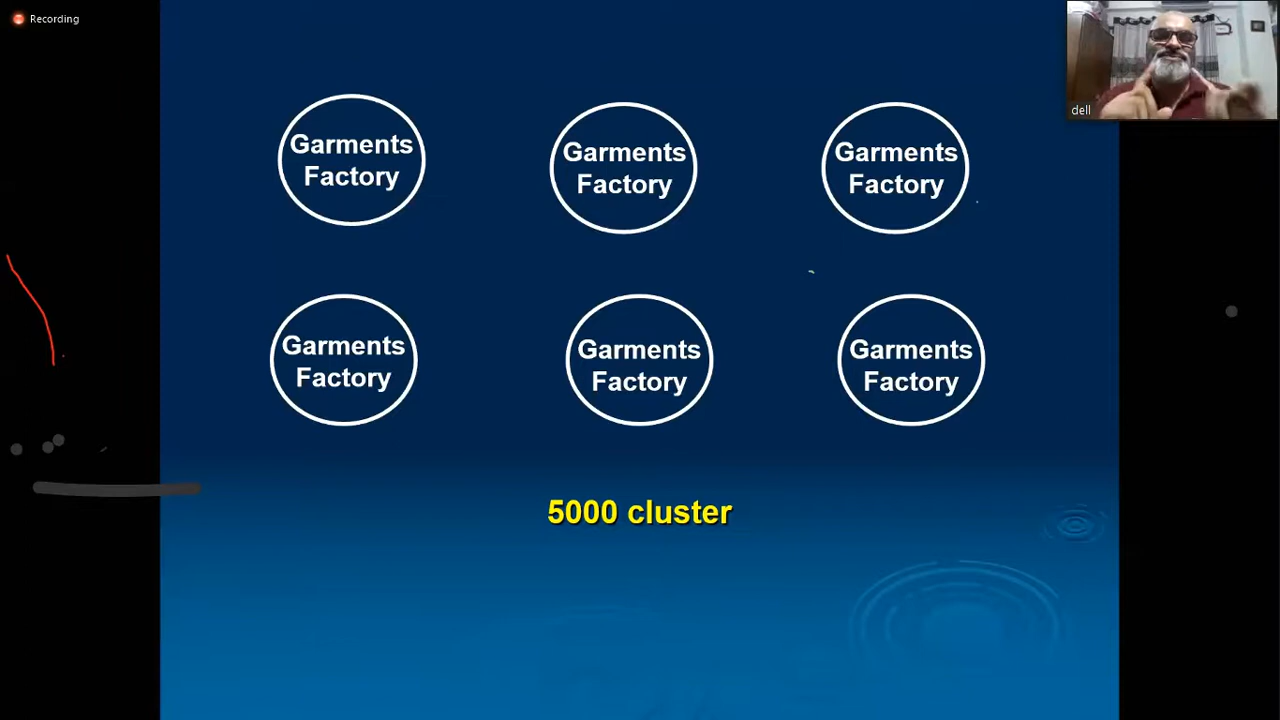 Recording
dell
Garments
Factory
Garments
Factory
Garments
Factory
Garments
Factory
Garments
Factory
Garments
Factory
5000 cluster